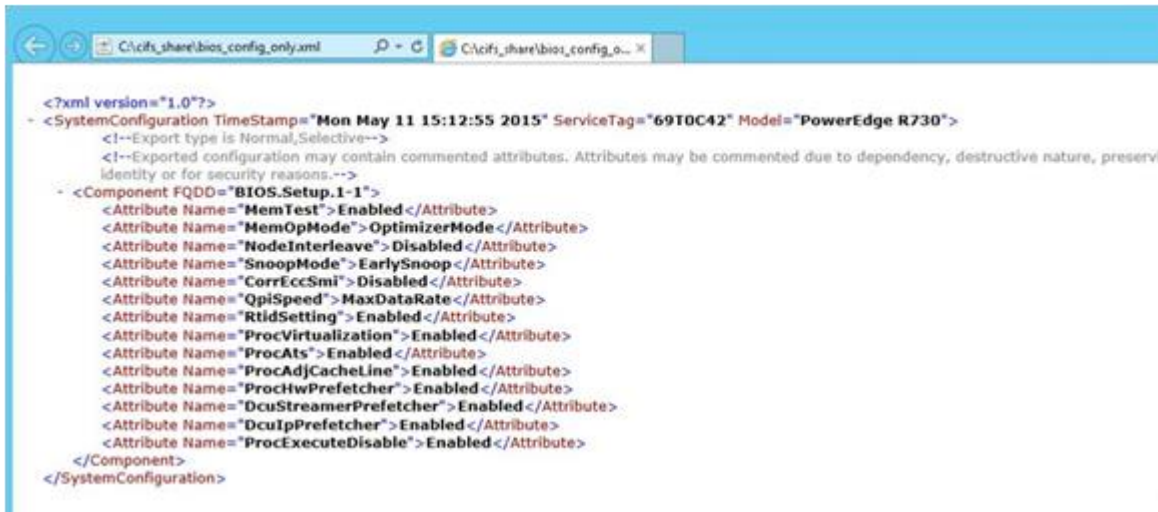 C:\cifs_share\bios_config_only.xml
C:\cifs_share\bios_config_o...
<?xml version="1.0"?>
- <SystemConfiguration TimeStamp="Mon May 11 15:12:55 2015" ServiceTag="69T0C42" Model="PowerEdge R730">
<!--Export type is Normal,Selective-->
<!--Exported configuration may contain commented attributes. Attributes may be commented due to dependency, destructive nature, preservi
identity or for security reasons.-->
- <Component FQDD="BIOS.Setup.1-1">
<Attribute Name="MemTest">Enabled</Attribute>
<Attribute Name="MemOpMode">OptimizerMode</Attribute>
<Attribute Name="NodeInterleave">Disabled</Attribute>
<Attribute Name="SnoopMode">EarlySnoop</Attribute>
<Attribute Name="CorrEccSmi">Disabled</Attribute>
<Attribute Name="QpiSpeed">MaxDataRate</Attribute>
<Attribute Name="RtidSetting">Enabled</Attribute>
<Attribute Name="ProcVirtualization">Enabled</Attribute>
<Attribute Name="ProcAts">Enabled</Attribute>
<Attribute Name="ProcAdjCacheLine">Enabled</Attribute>
<Attribute Name="ProcHwPrefetcher">Enabled</Attribute>
<Attribute Name="DcuStreamerPrefetcher">Enabled</Attribute>
<Attribute Name="DcuIpPrefetcher">Enabled</Attribute>
<Attribute Name="ProcExecuteDisable">Enabled</Attribute>
</Component>
</SystemConfiguration>